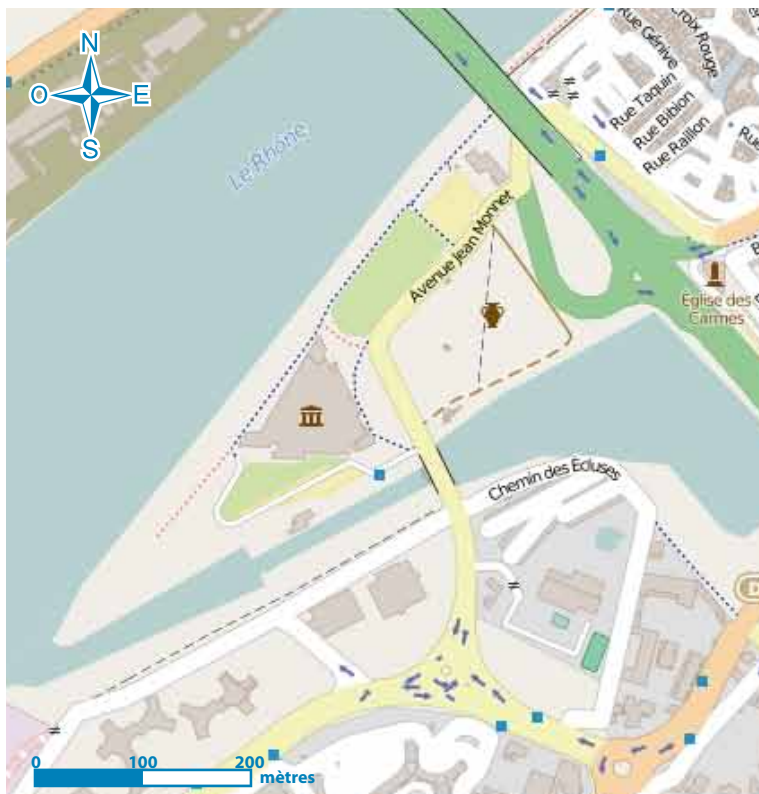 N
O
E
S
Le Rhône
Rue Génive
Croix Rouge
Rue Taquin
Rue Bibion
Rue Raillon
Avenue Jean Monnet
Église des
Carmes
Chemin des Écluses
D
0
100
200
mètres